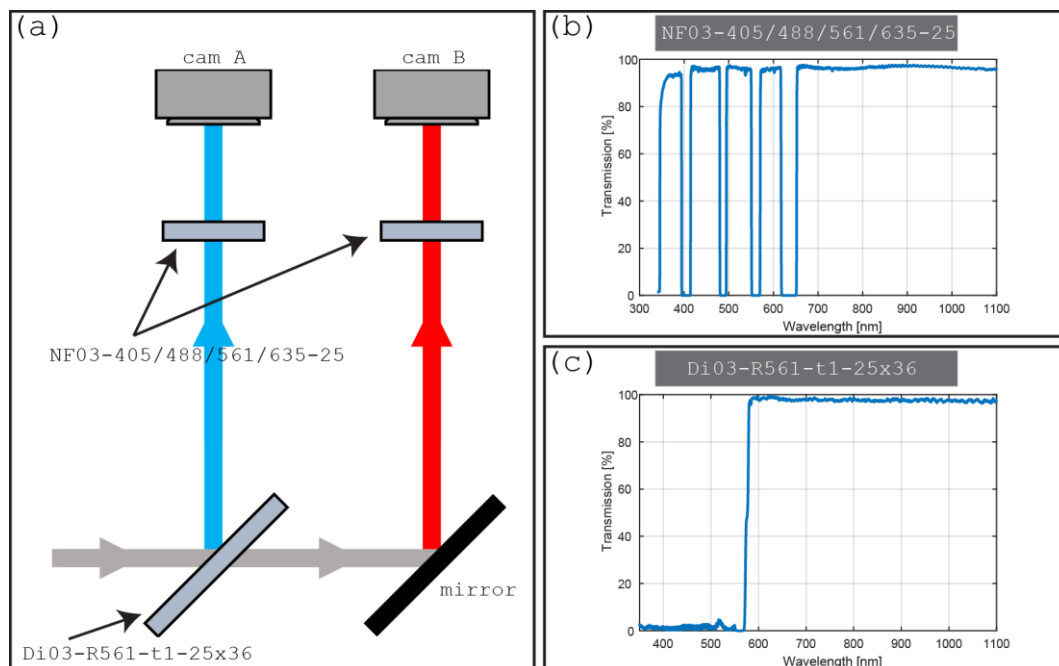 (a)
cam A
cam B
NF03-405/488/561/635-25
mirror
Di03-R561-t1-25x36
(b)
NF03-405/488/561/635-25
100
80
60
40
20
0
Transmission [%]
300 400 500 600 700 800 900 1000 1100
Wavelength [nm]
(c)
Di03-R561-t1-25x36
100
80
60
40
20
0
Transmission [%]
400 500 600 700 800 900 1000 1100
Wavelength [nm]